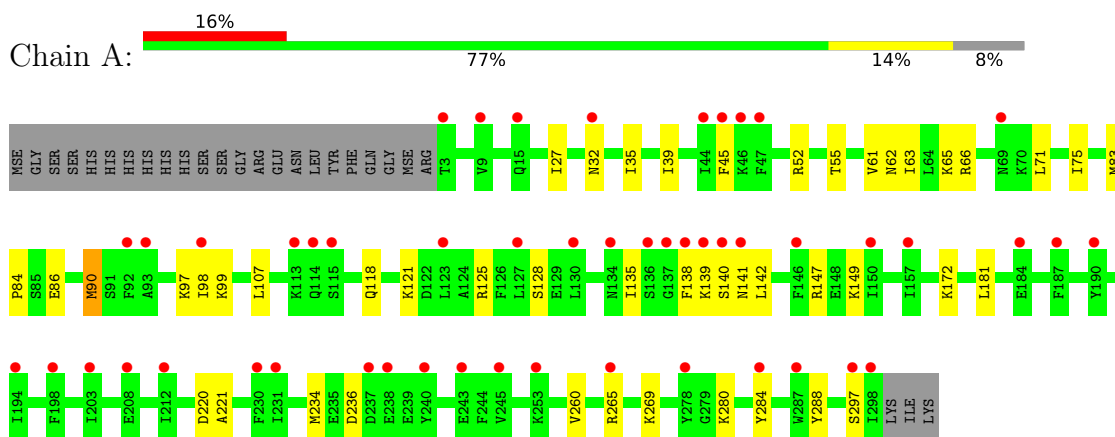 16%
Chain A:
77% 14% 8%
MSE GLY SER SER HIS HIS HIS HIS HIS HIS SER SER GLY ARG GLU ASN LEU TYR PHE GLN GLY MSE ARG T3 V9 Q15 I27 N32 I35 I39 I44 F45 K46 F47 R52 T55 V61 N62 I63 L64 K65 R66 N69 K70 L71 I75 M83
P84 S85 E86 M90 S91 F92 A93 K97 I98 K99 L107 K113 Q114 S115 Q118 K121 D122 L123 A124 R125 F126 L127 S128 E129 L130 N134 I135 S136 G137 F138 K139 S140 N141 L142 F146 R147 E148 K149 I150 I157 K172 L181 E184 F187 Y190
I194 F198 I203 E208 I212 D220 A221 F230 I231 M234 E235 D236 D237 E238 E239 Y240 E243 F244 V245 K253 V260 R265 K269 Y278 G279 K280 Y284 W287 Y288 S297 I298 LYS ILE LYS